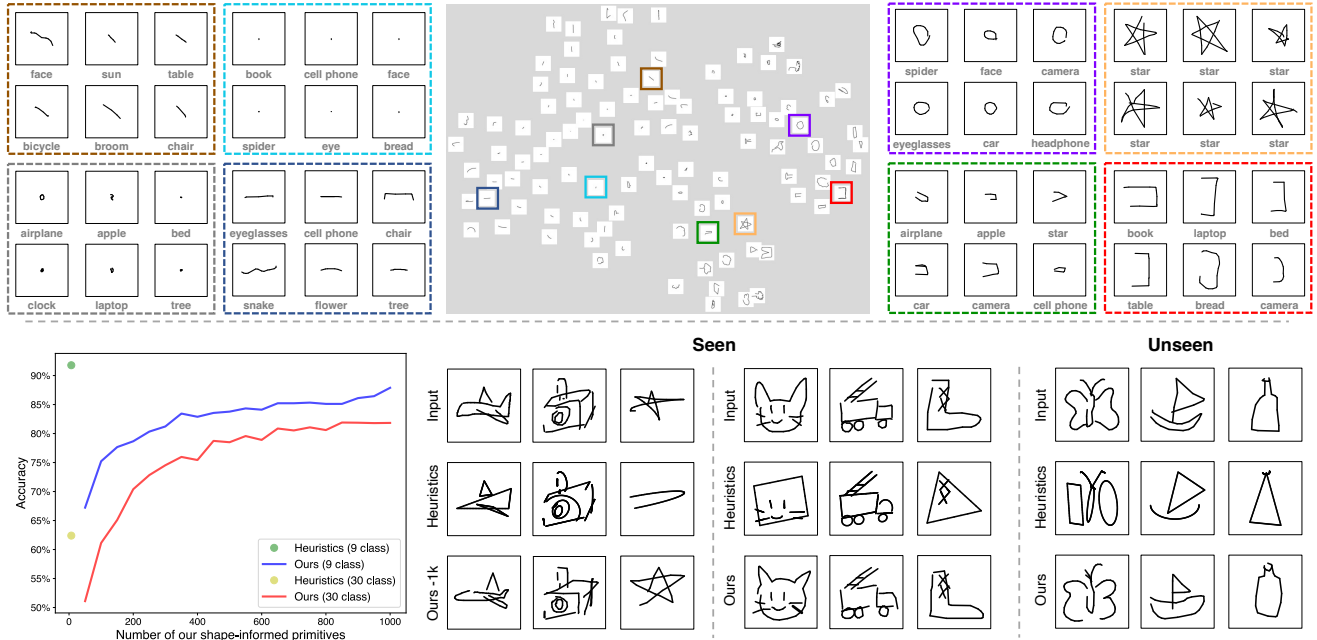 face sun table
bicycle broom chair
book cell phone face
spider eye bread
airplane apple bed
clock laptop tree
eyeglasses cell phone chair
snake flower tree
spider face camera
eyeglasses car headphone
star star star
star star star
airplane apple star
car camera cell phone
book laptop bed
table bread camera
Accuracy
90%
85%
80%
75%
70%
65%
60%
55%
50%
0 200 400 600 800 1000
Number of our shape-informed primitives
Heuristics (9 class)
Ours (9 class)
Heuristics (30 class)
Ours (30 class)
Seen
Unseen
Input
Heuristics
Ours -1k
Input
Heuristics
Ours
Input
Heuristics
Ours